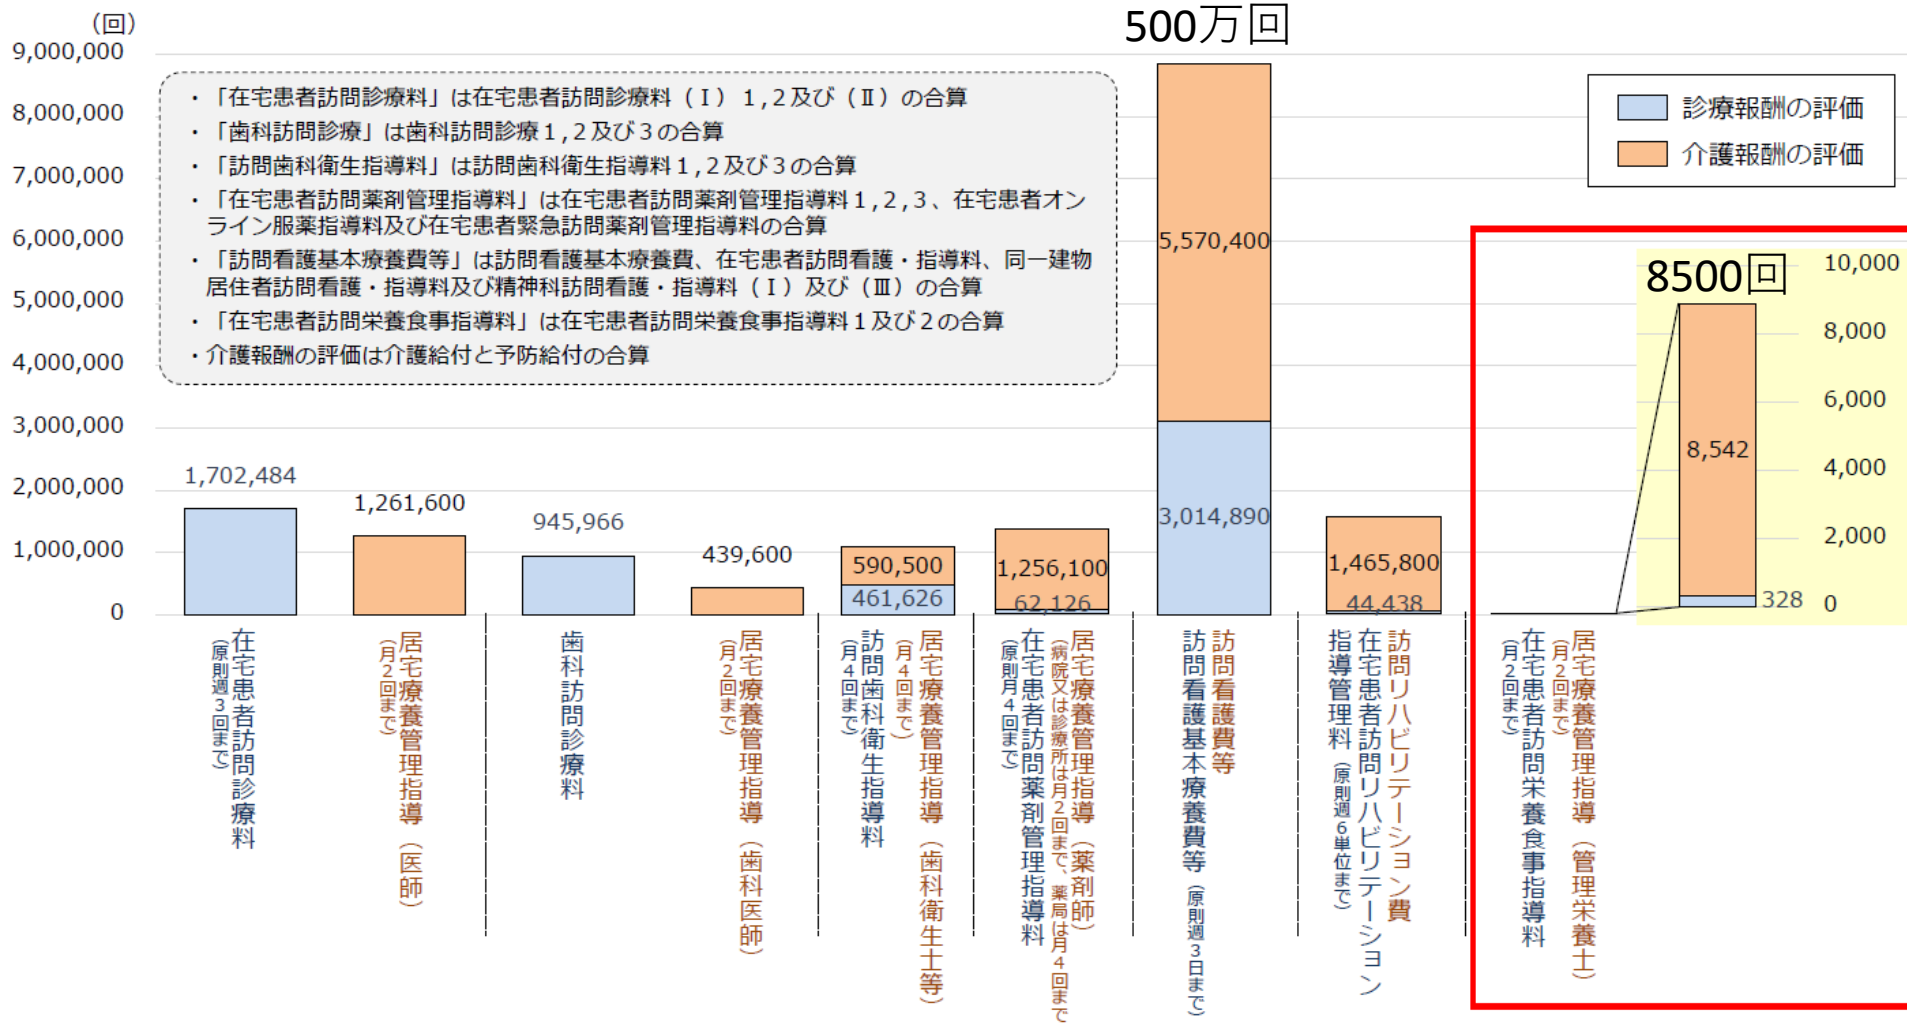 （回）
500万回
9,000,000
8,000,000
7,000,000
6,000,000
5,000,000
4,000,000
3,000,000
2,000,000
1,000,000
0
・「在宅患者訪問診療料」は在宅患者訪問診療料（Ⅰ）1,2及び（Ⅱ）の合算
・「歯科訪問診療」は歯科訪問診療1,2及び3の合算
・「訪問歯科衛生指導料」は訪問歯科衛生指導料1,2及び3の合算
・「在宅患者訪問薬剤管理指導料」は在宅患者訪問薬剤管理指導料1,2,3、在宅患者オン
ライン服薬指導料及び在宅患者緊急訪問薬剤管理指導料の合算
・「訪問看護基本療養費等」は訪問看護基本療養費、在宅患者訪問看護・指導料、同一建物
居住者訪問看護・指導料及び精神科訪問看護・指導料（Ⅰ）及び（Ⅲ）の合算
・「在宅患者訪問栄養食事指導料」は在宅患者訪問栄養食事指導料1及び2の合算
・介護報酬の評価は介護給付と予防給付の合算
診療報酬の評価
介護報酬の評価
1,702,484
1,261,600
945,966
439,600
590,500
461,626
1,256,100
62,126
5,570,400
3,014,890
1,465,800
44,438
8500回
8,542
328
10,000
8,000
6,000
4,000
2,000
0
在宅患者訪問診療料
（原則週3回まで）
居宅療養管理指導（医師）
（月2回まで）
歯科訪問診療料
居宅療養管理指導（歯科医師）
（月2回まで）
居宅療養管理指導（歯科衛生士等）
（月4回まで）
訪問歯科衛生指導料
（月4回まで）
居宅療養管理指導（薬剤師）
（病院又は診療所は月2回まで、薬局は月4回まで
在宅患者訪問薬剤管理指導料
（原則月4回まで）
訪問看護費等
訪問看護基本療養費等（原則週3日まで）
訪問リハビリテーション費
在宅患者訪問リハビリテーション
指導管理料（原則週6単位まで）
居宅療養管理指導（管理栄養士）
（月2回まで）
在宅患者訪問栄養食事指導料
（月2回まで）